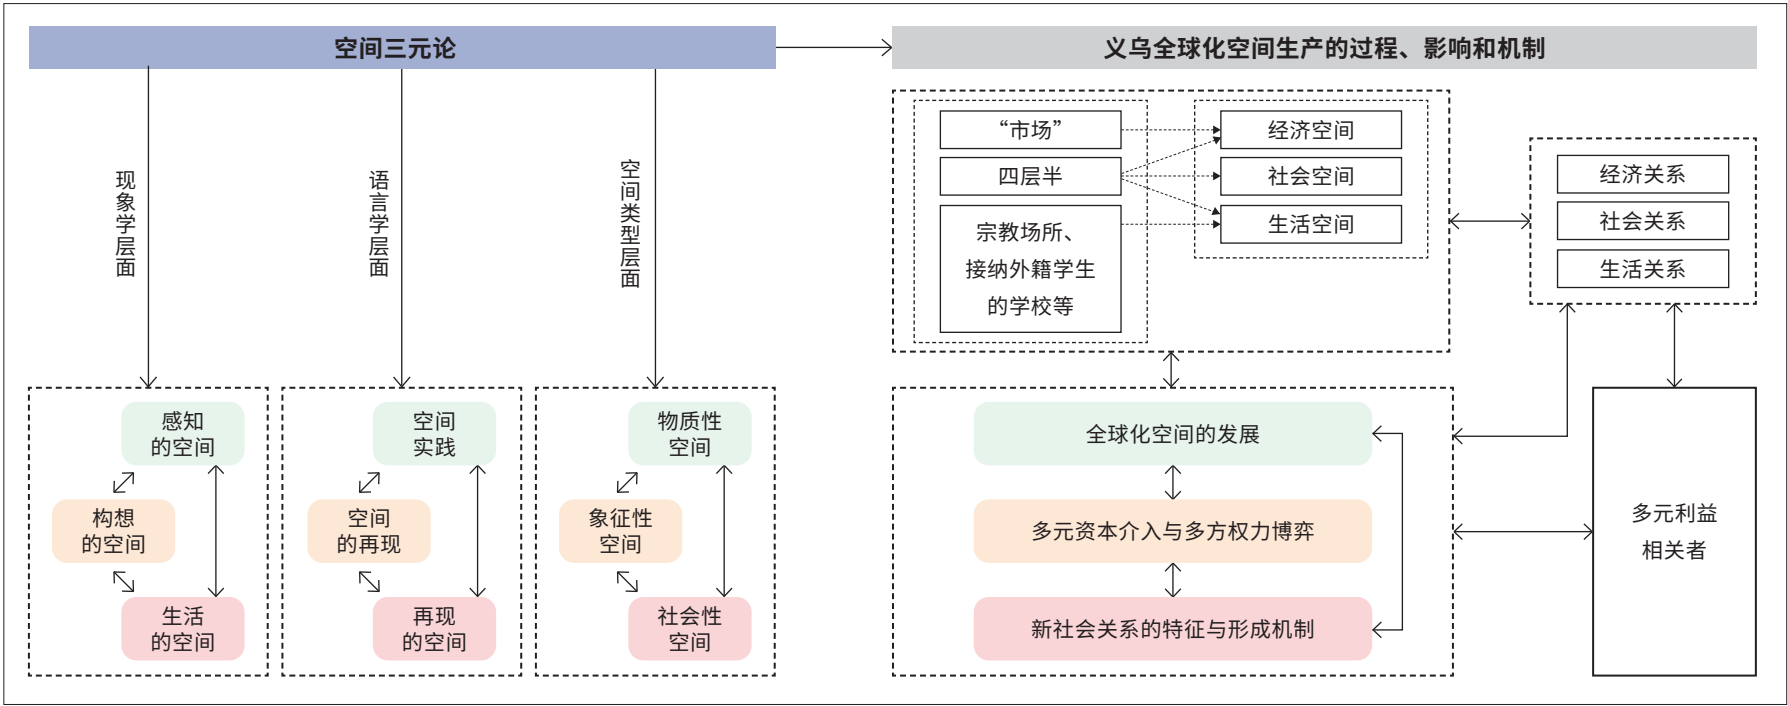 空间三元论
义乌全球化空间生产的过程、影响和机制
现象学层面
语言学层面
空间类型层面
感知
的空间
构想
的空间
生活
的空间
空间
实践
空间
的再现
再现
的空间
物质性
空间
象征性
空间
社会性
空间
“市场”
四层半
宗教场所、
接纳外籍学生
的学校等
经济空间
社会空间
生活空间
经济关系
社会关系
生活关系
全球化空间的发展
多元资本介入与多方权力博弈
新社会关系的特征与形成机制
多元利益
相关者